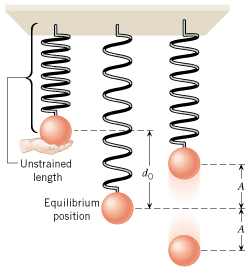 Unstrained
length
d₀
A
Equilibrium
position
A